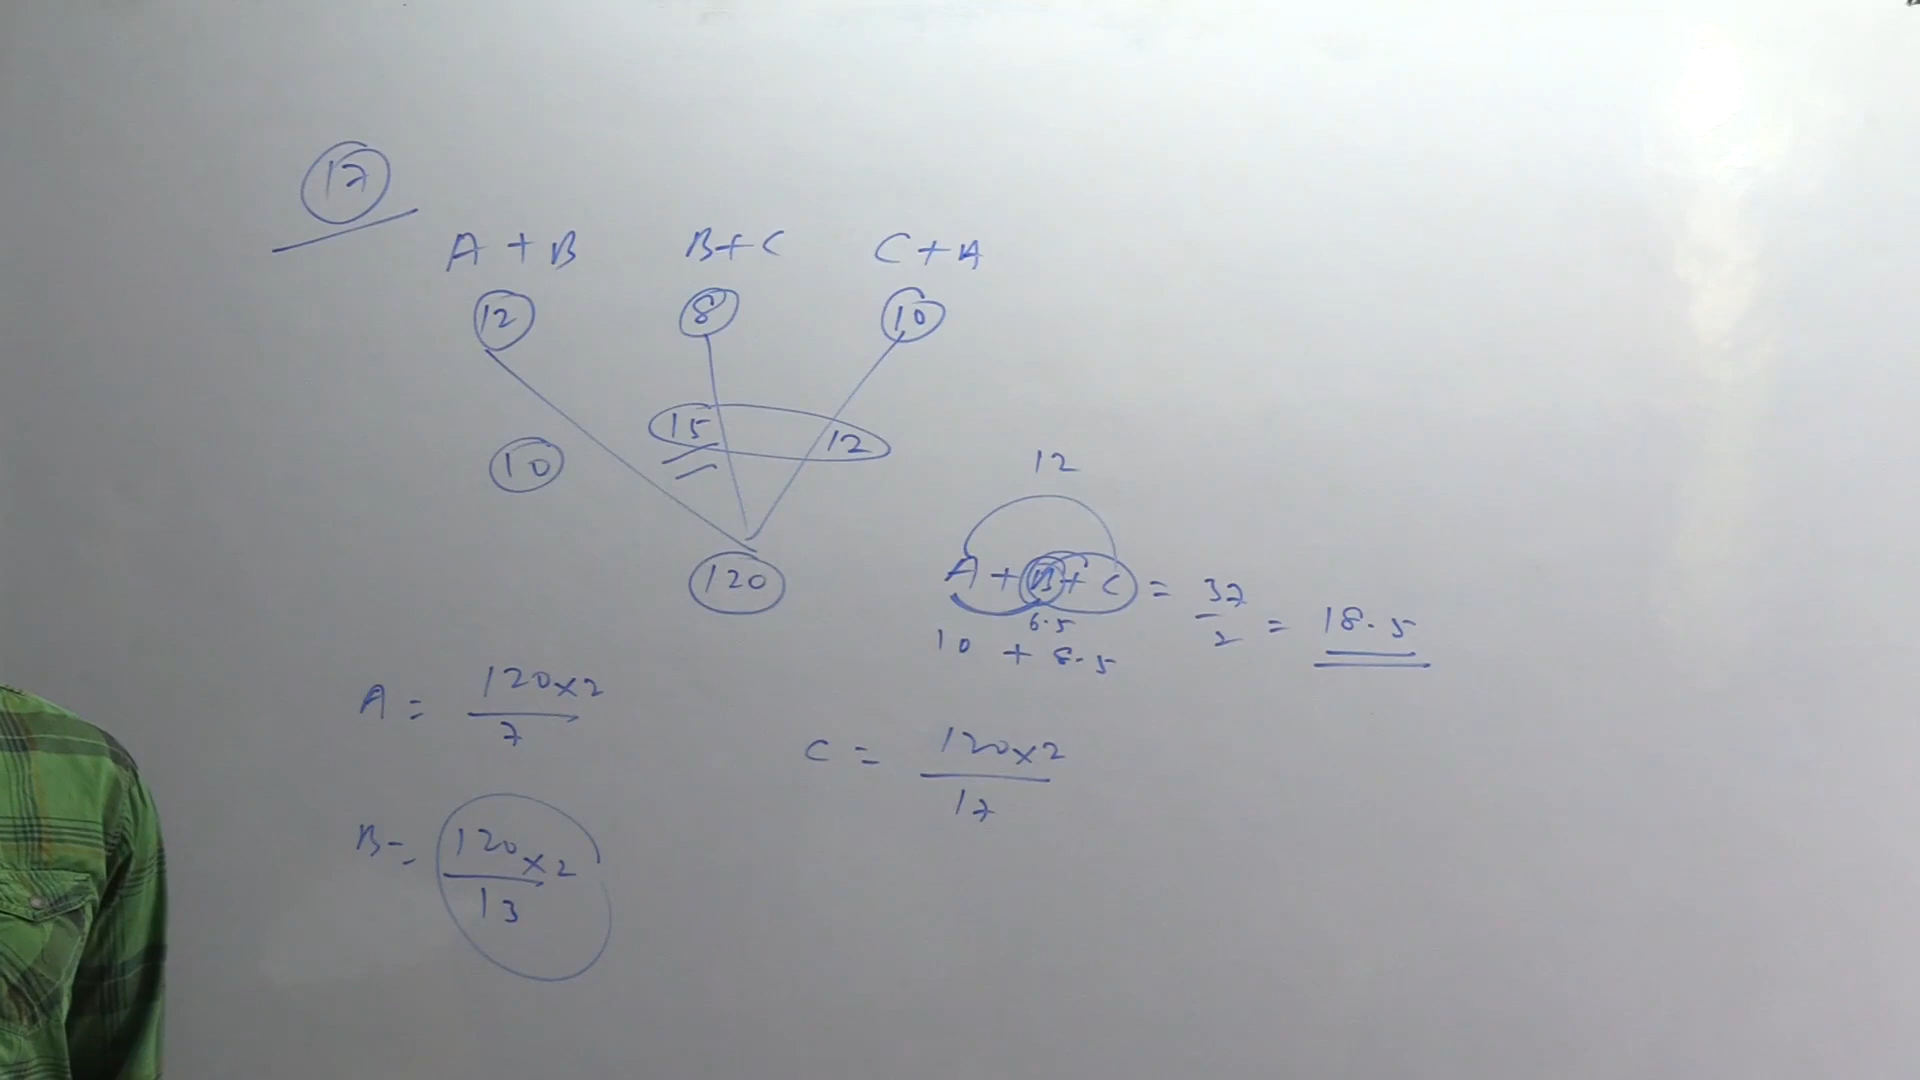 17
A + B B+C C+A
12 8 10
15 12
10
120
12
A + B + C = 37/2 = 18.5
6.5
10 + 8.5
A = 120×2/7
C = 120×2/17
B = 120×2/13